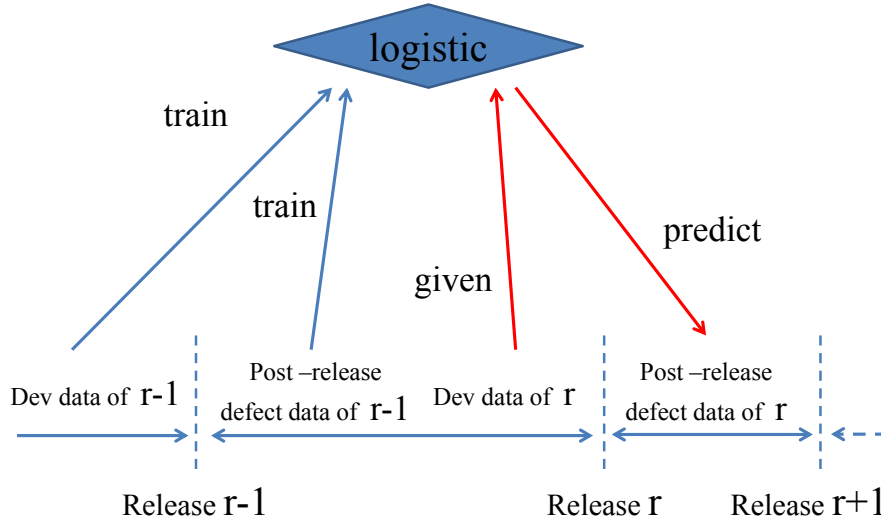 logistic
train
train
predict
given
Dev data of r-1
Post –release
defect data of r-1
Dev data of r
Post –release
defect data of r
Release r-1
Release r
Release r+1